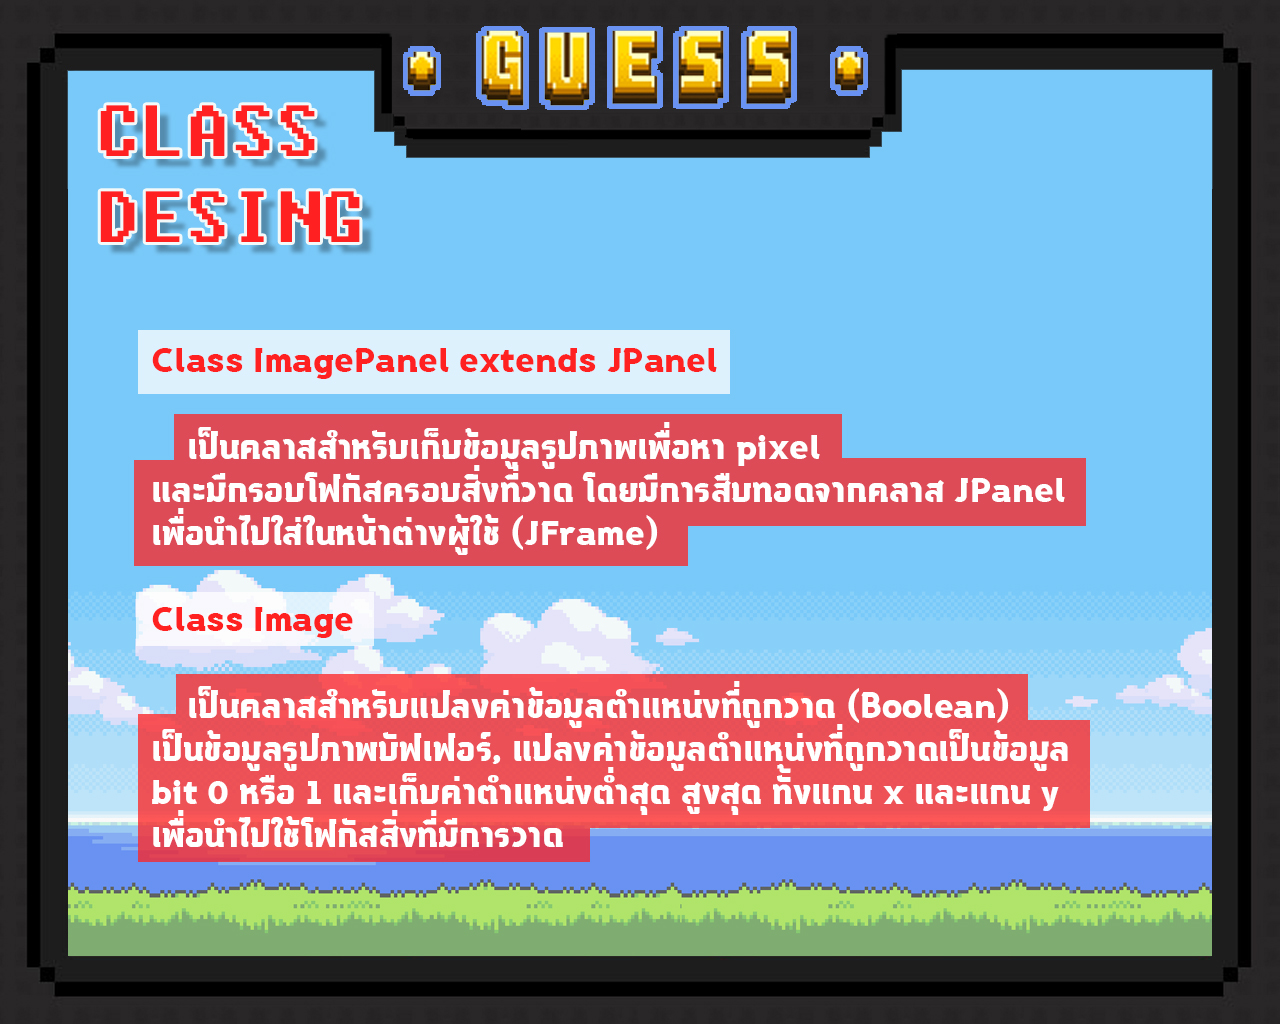 GUESS
CLASS
DESING
Class ImagePanel extends JPanel
เป็นคลาสสำหรับเก็บข้อมูลรูปภาพเพื่อหา pixel
และมีกรอบโฟกัสครอบสิ่งที่วาด โดยมีการสืบทอดจากคลาส JPanel
เพื่อนำไปใส่ในหน้าต่างผู้ใช้ (JFrame)
Class Image
เป็นคลาสสำหรับแปลงค่าข้อมูลตำแหน่งที่ถูกวาด (Boolean)
เป็นข้อมูลรูปภาพบัฟเฟอร์, แปลงค่าข้อมูลตำแหน่งที่ถูกวาดเป็นข้อมูล
bit 0 หรือ 1 และเก็บค่าตำแหน่งต่ำสุด สูงสุด ทั้งแกน x และแกน y
เพื่อนำไปใช้โฟกัสสิ่งที่มีการวาด